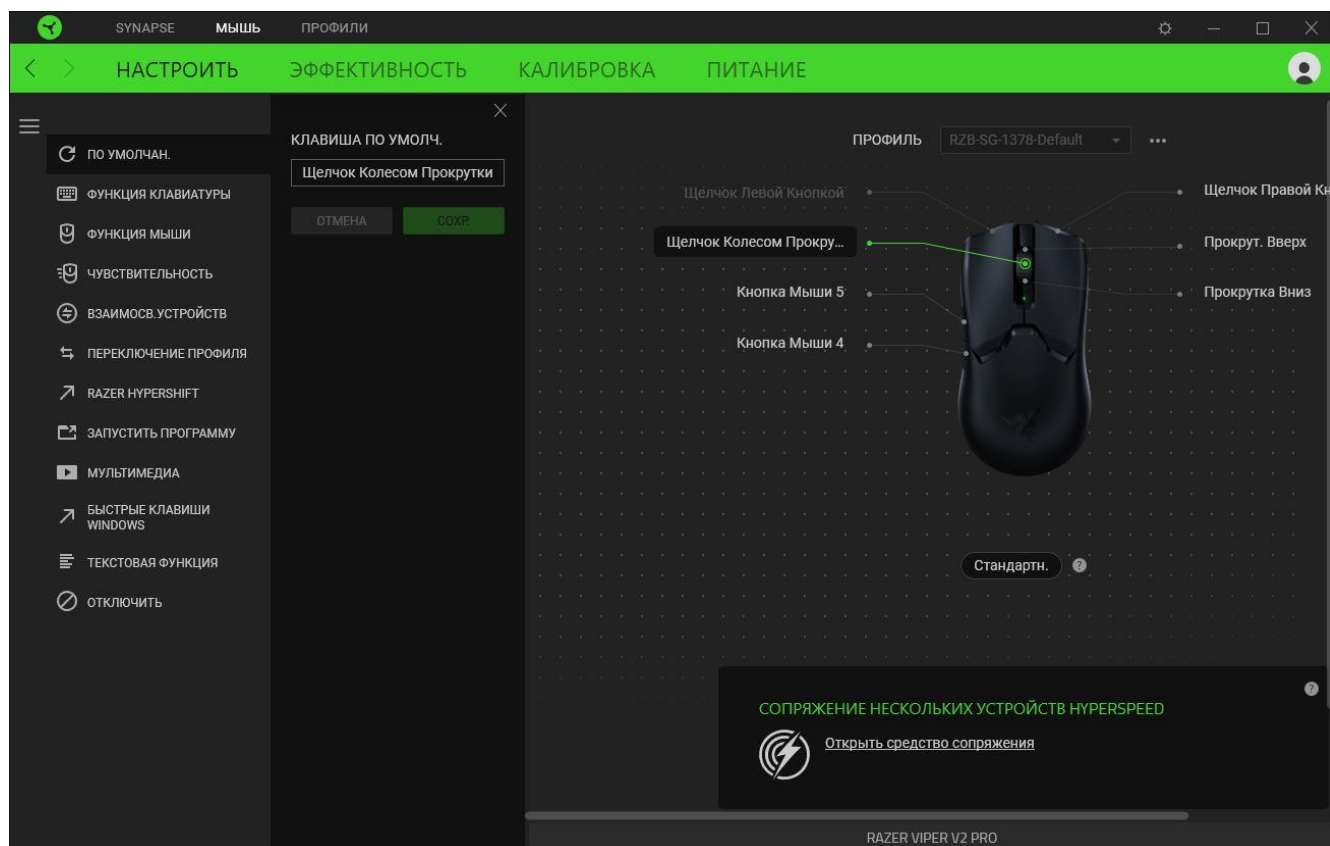 SYNAPSE МЫШЬ ПРОФИЛИ
НАСТРОИТЬ ЭФФЕКТИВНОСТЬ КАЛИБРОВКА ПИТАНИЕ
ПО УМОЛЧАН.
ФУНКЦИЯ КЛАВИАТУРЫ
ФУНКЦИЯ МЫШИ
ЧУВСТВИТЕЛЬНОСТЬ
ВЗАИМОСВ.УСТРОЙСТВ
ПЕРЕКЛЮЧЕНИЕ ПРОФИЛЯ
RAZER HYPERSHIFT
ЗАПУСТИТЬ ПРОГРАММУ
МУЛЬТИМЕДИА
БЫСТРЫЕ КЛАВИШИ
WINDOWS
ТЕКСТОВАЯ ФУНКЦИЯ
ОТКЛЮЧИТЬ
КЛАВИША ПО УМОЛЧ.
Щелчок Колесом Прокрутки
ОТМЕНА СОХР.
ПРОФИЛЬ RZB-SG-1378-Default
Щелчок Левой Кнопкой
Щелчок Правой Кн
Щелчок Колесом Прокру...
Прокрут. Вверх
Кнопка Мыши 5
Прокрутка Вниз
Кнопка Мыши 4
Стандартн. ?
?
СОПРЯЖЕНИЕ НЕСКОЛЬКИХ УСТРОЙСТВ HYPERSPEED
Открыть средство сопряжения
RAZER VIPER V2 PRO